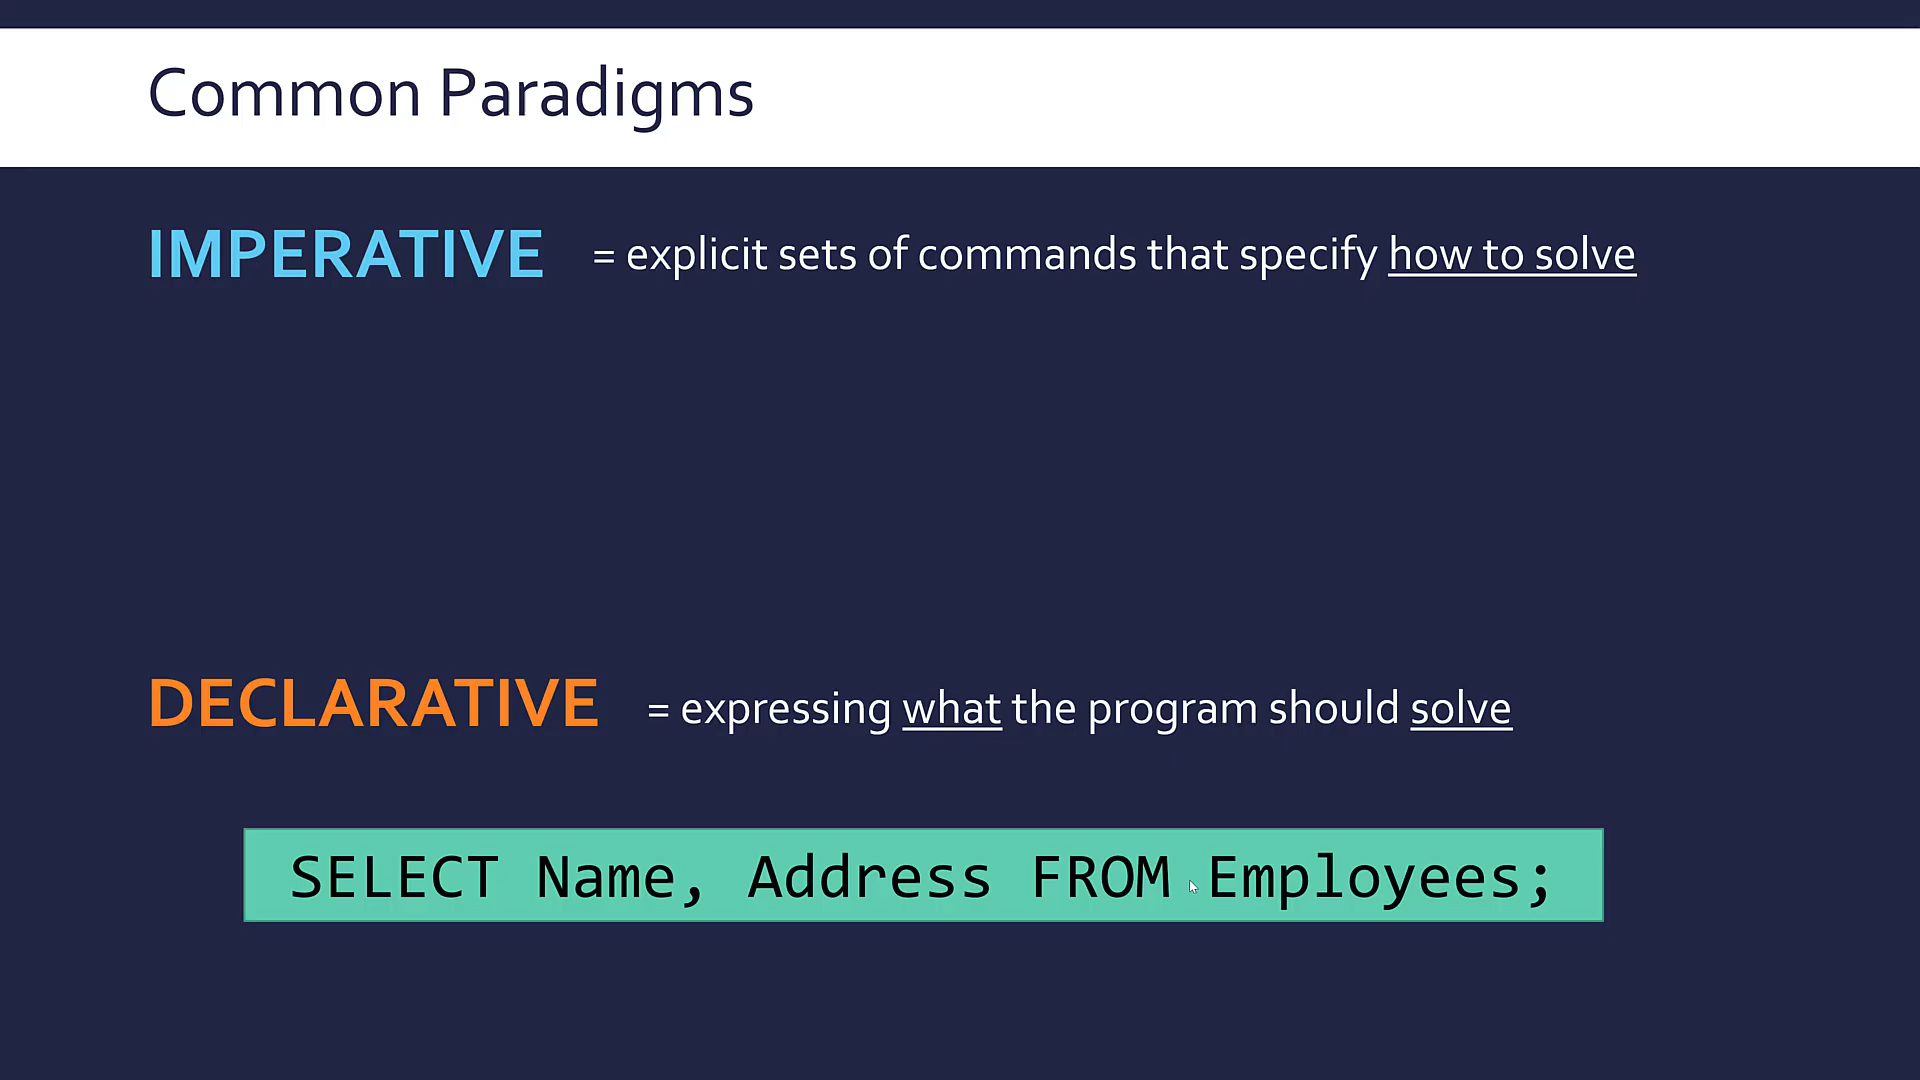 Common Paradigms
IMPERATIVE = explicit sets of commands that specify how to solve
DECLARATIVE = expressing what the program should solve
SELECT Name, Address FROM Employees;